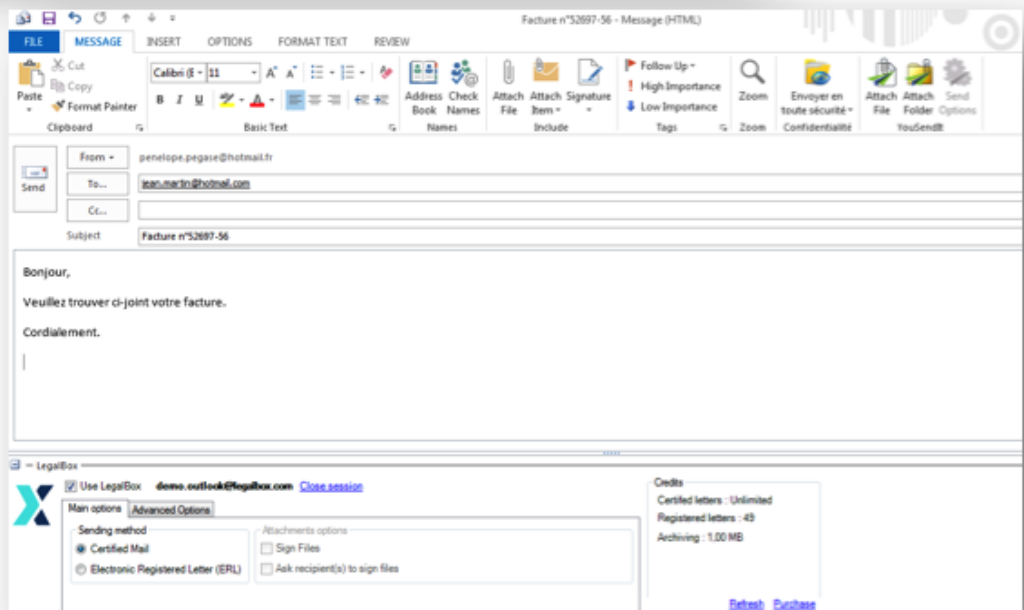 Facture n°52697-56 - Message (HTML)
FILE MESSAGE INSERT OPTIONS FORMAT TEXT REVIEW
Cut
Copy
Paste
Format Painter
Clipboard
Calibri (E 11
B I U
Basic Text
Address Book
Check Names
Names
Attach File
Attach Item
Signature
Include
Follow Up
High Importance
Low Importance
Tags
Zoom
Zoom
Envoyer en toute sécurité
Confidentialité
Attach File
Attach Folder
Send Options
YouSendIt
Send
From penelope.pegase@hotmail.fr
To... jean.martin@hotmail.com
Cc...
Subject Facture n°52697-56
Bonjour,
Veuillez trouver ci-joint votre facture.
Cordialement.
LegalBox
Use LegalBox demo.outlook@legalbox.com Close session
Main options Advanced Options
Sending method
Certified Mail
Electronic Registered Letter (ERL)
Attachments options
Sign Files
Ask recipient(s) to sign files
Credits
Certifed letters : Unlimited
Registered letters : 49
Archiving : 1,00 MB
Refresh Purchase